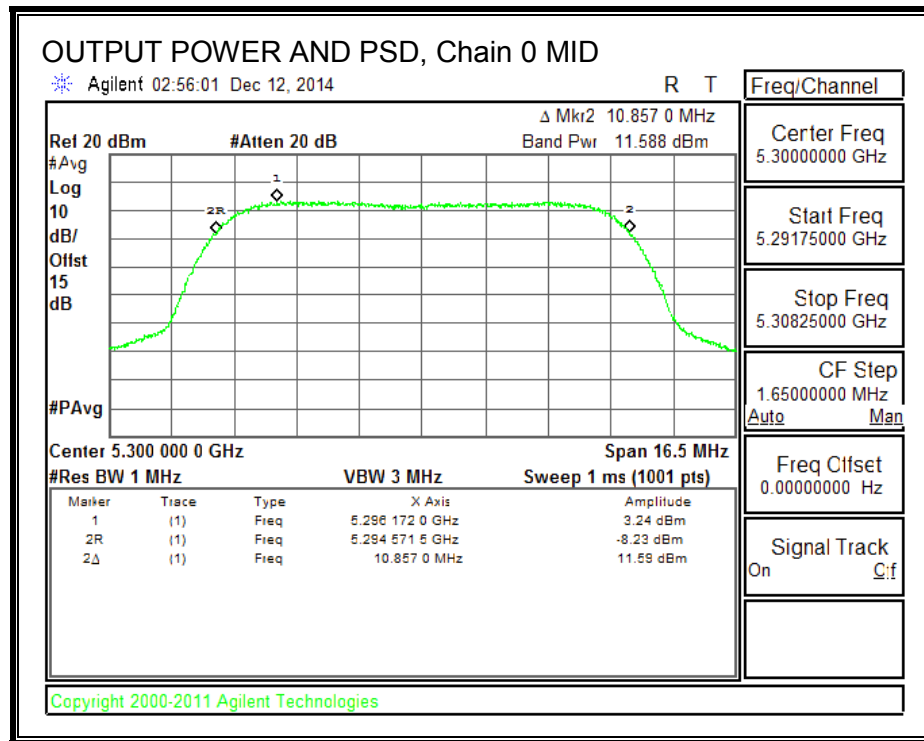 OUTPUT POWER AND PSD, Chain 0 MID
Agilent 02:56:01 Dec 12, 2014 R T
Δ Mkr2 10.857 0 MHz
Ref 20 dBm #Atten 20 dB Band Pwr 11.588 dBm
#Avg
Log
10
dB/
Offst
15
dB
#PAvg
1
2R
2
Center 5.300 000 0 GHz Span 16.5 MHz
#Res BW 1 MHz VBW 3 MHz Sweep 1 ms (1001 pts)
Marker Trace Type X Axis Amplitude
1 (1) Freq 5.296 172 0 GHz 3.24 dBm
2R (1) Freq 5.294 571 5 GHz -8.23 dBm
2Δ (1) Freq 10.857 0 MHz 11.59 dBm
Copyright 2000-2011 Agilent Technologies
Freq/Channel
Center Freq
5.30000000 GHz
Start Freq
5.29175000 GHz
Stop Freq
5.30825000 GHz
CF Step
1.65000000 MHz
Auto Man
Freq Offset
0.00000000 Hz
Signal Track
On Off